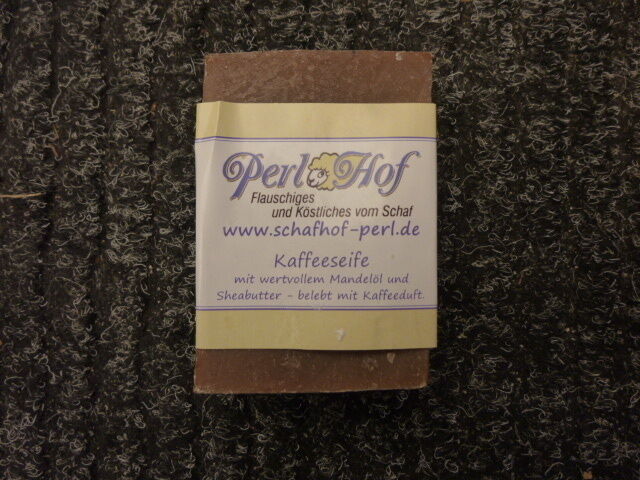 Perl Hof
Flauschiges
und Köstliches vom Schaf
www.schafhof-perl.de
Kaffeeseife
mit wertvollem Mandelöl und
Sheabutter - belebt mit Kaffeeduft.